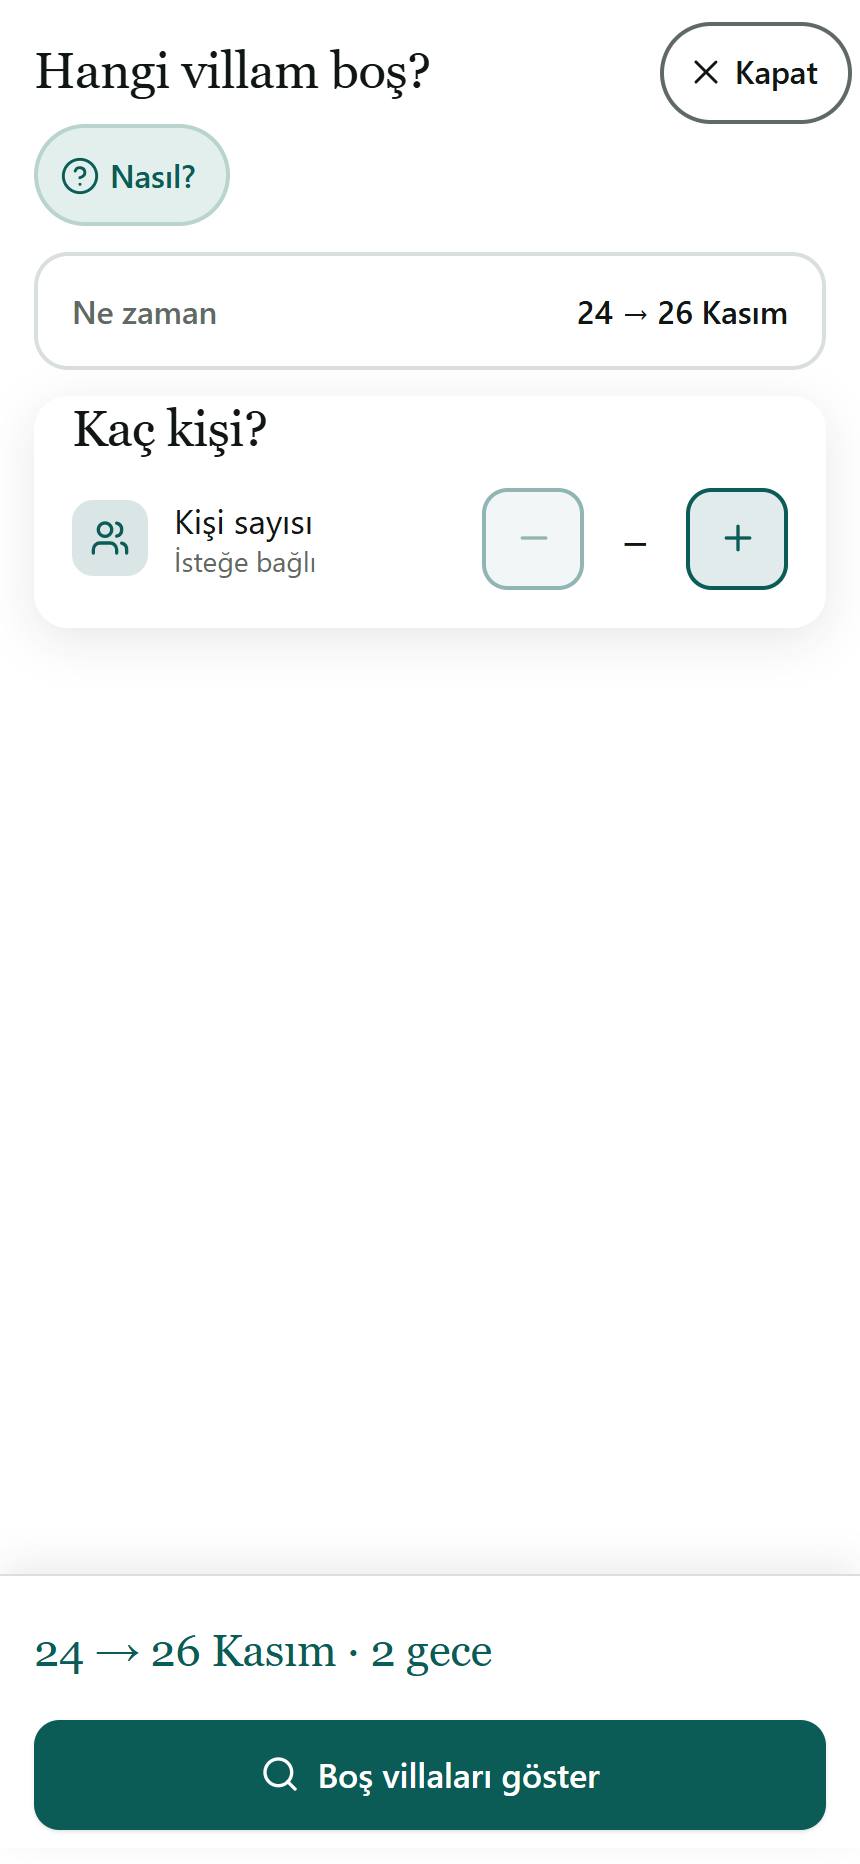 Hangi villam boş?
Kapat
Nasıl?
Ne zaman
24 → 26 Kasım
Kaç kişi?
Kişi sayısı
İsteğe bağlı
–
24 → 26 Kasım · 2 gece
Boş villaları göster